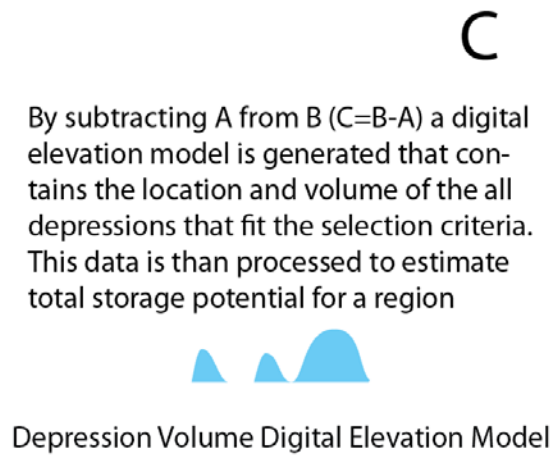 C
By subtracting A from B (C=B-A) a digital
elevation model is generated that con-
tains the location and volume of the all
depressions that fit the selection criteria.
This data is than processed to estimate
total storage potential for a region
Depression Volume Digital Elevation Model